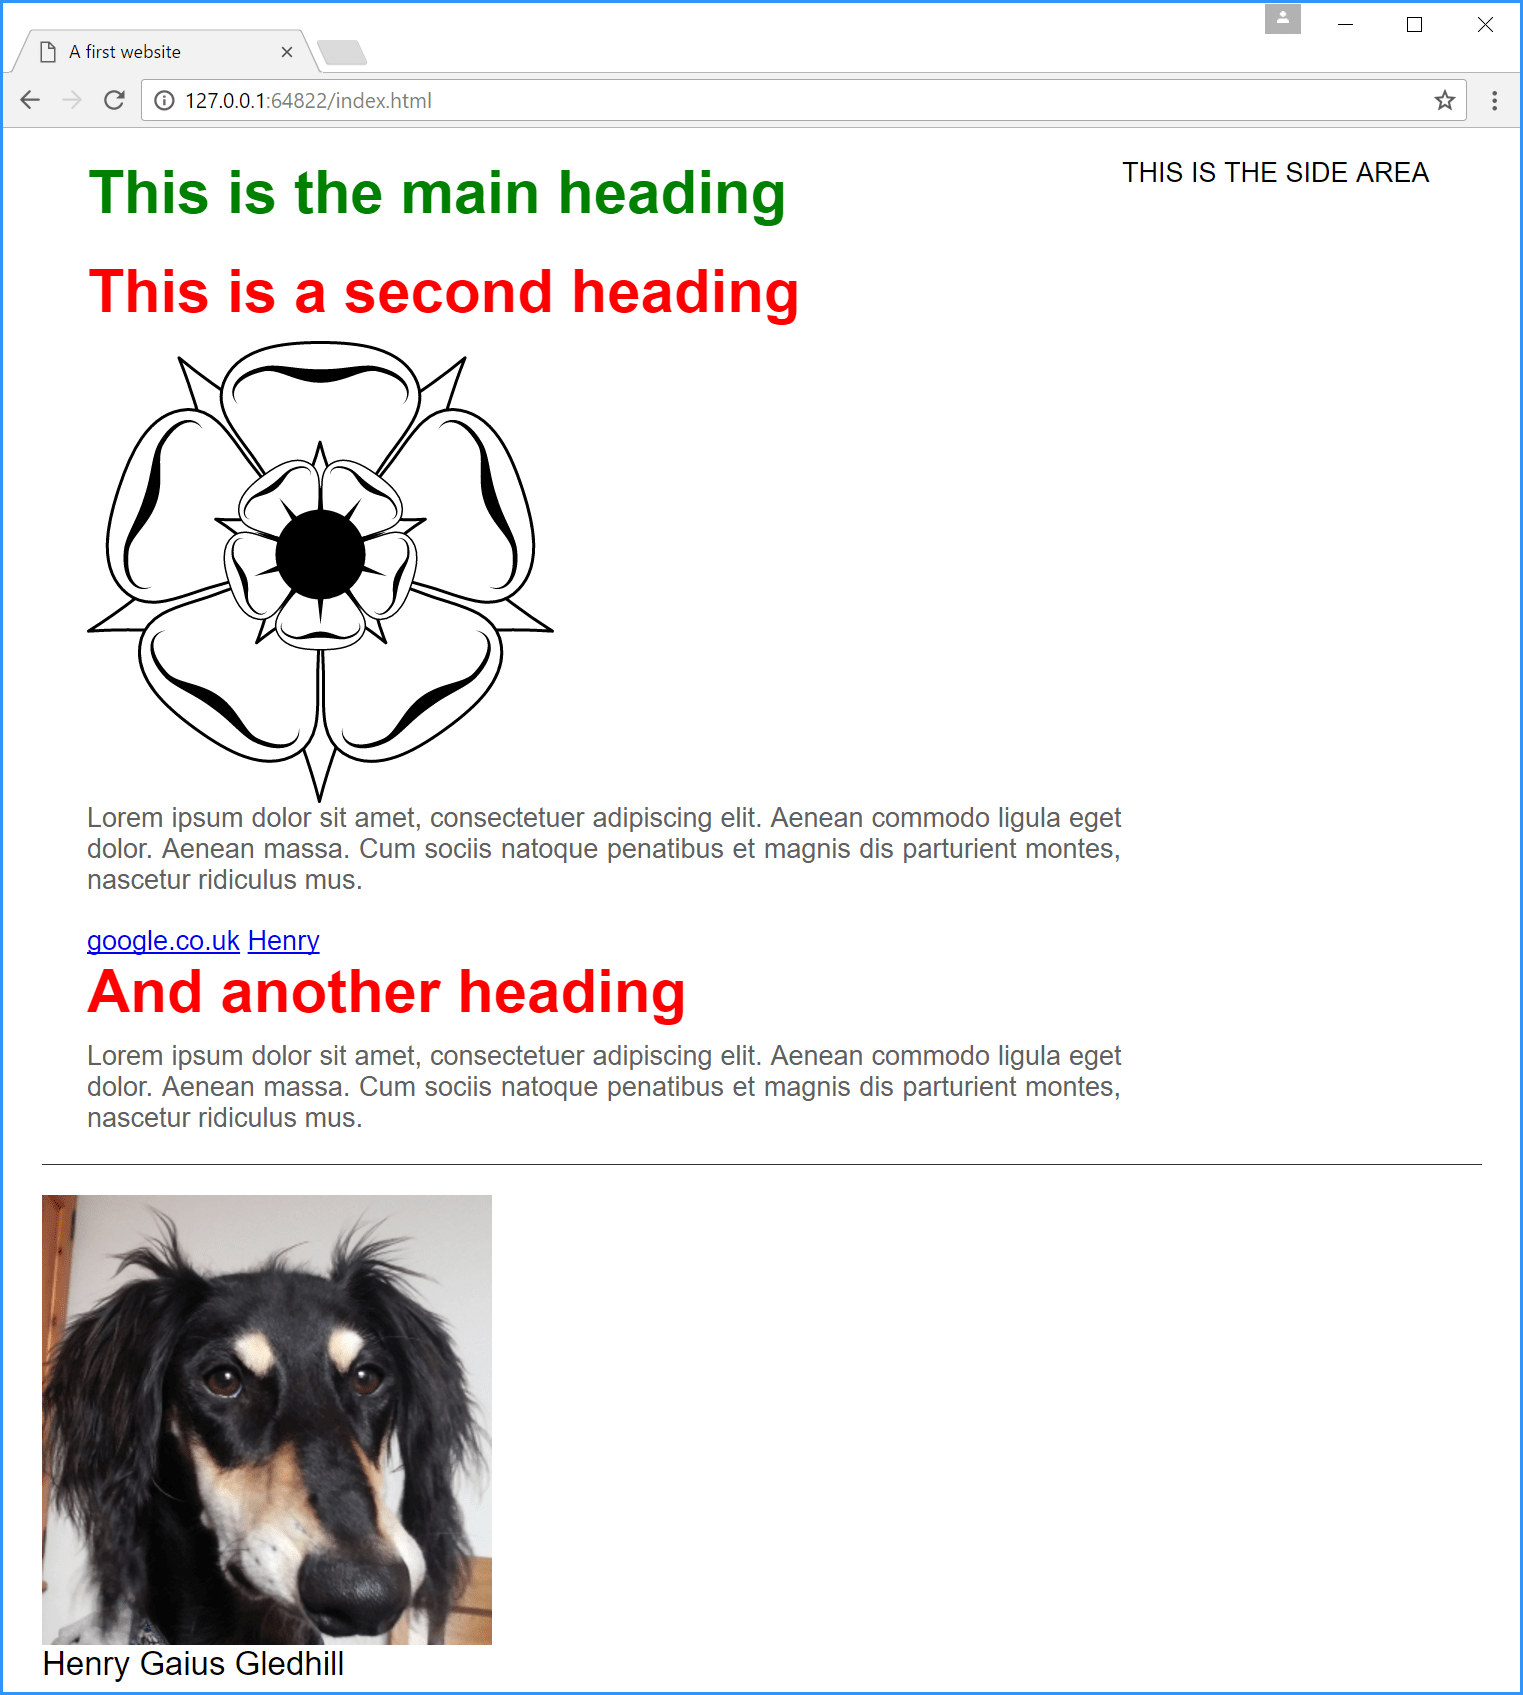 A first website
127.0.0.1:64822/index.html
This is the main heading
THIS IS THE SIDE AREA
This is a second heading
Lorem ipsum dolor sit amet, consectetuer adipiscing elit. Aenean commodo ligula eget
dolor. Aenean massa. Cum sociis natoque penatibus et magnis dis parturient montes,
nascetur ridiculus mus.
google.co.uk Henry
And another heading
Lorem ipsum dolor sit amet, consectetuer adipiscing elit. Aenean commodo ligula eget
dolor. Aenean massa. Cum sociis natoque penatibus et magnis dis parturient montes,
nascetur ridiculus mus.
Henry Gaius Gledhill